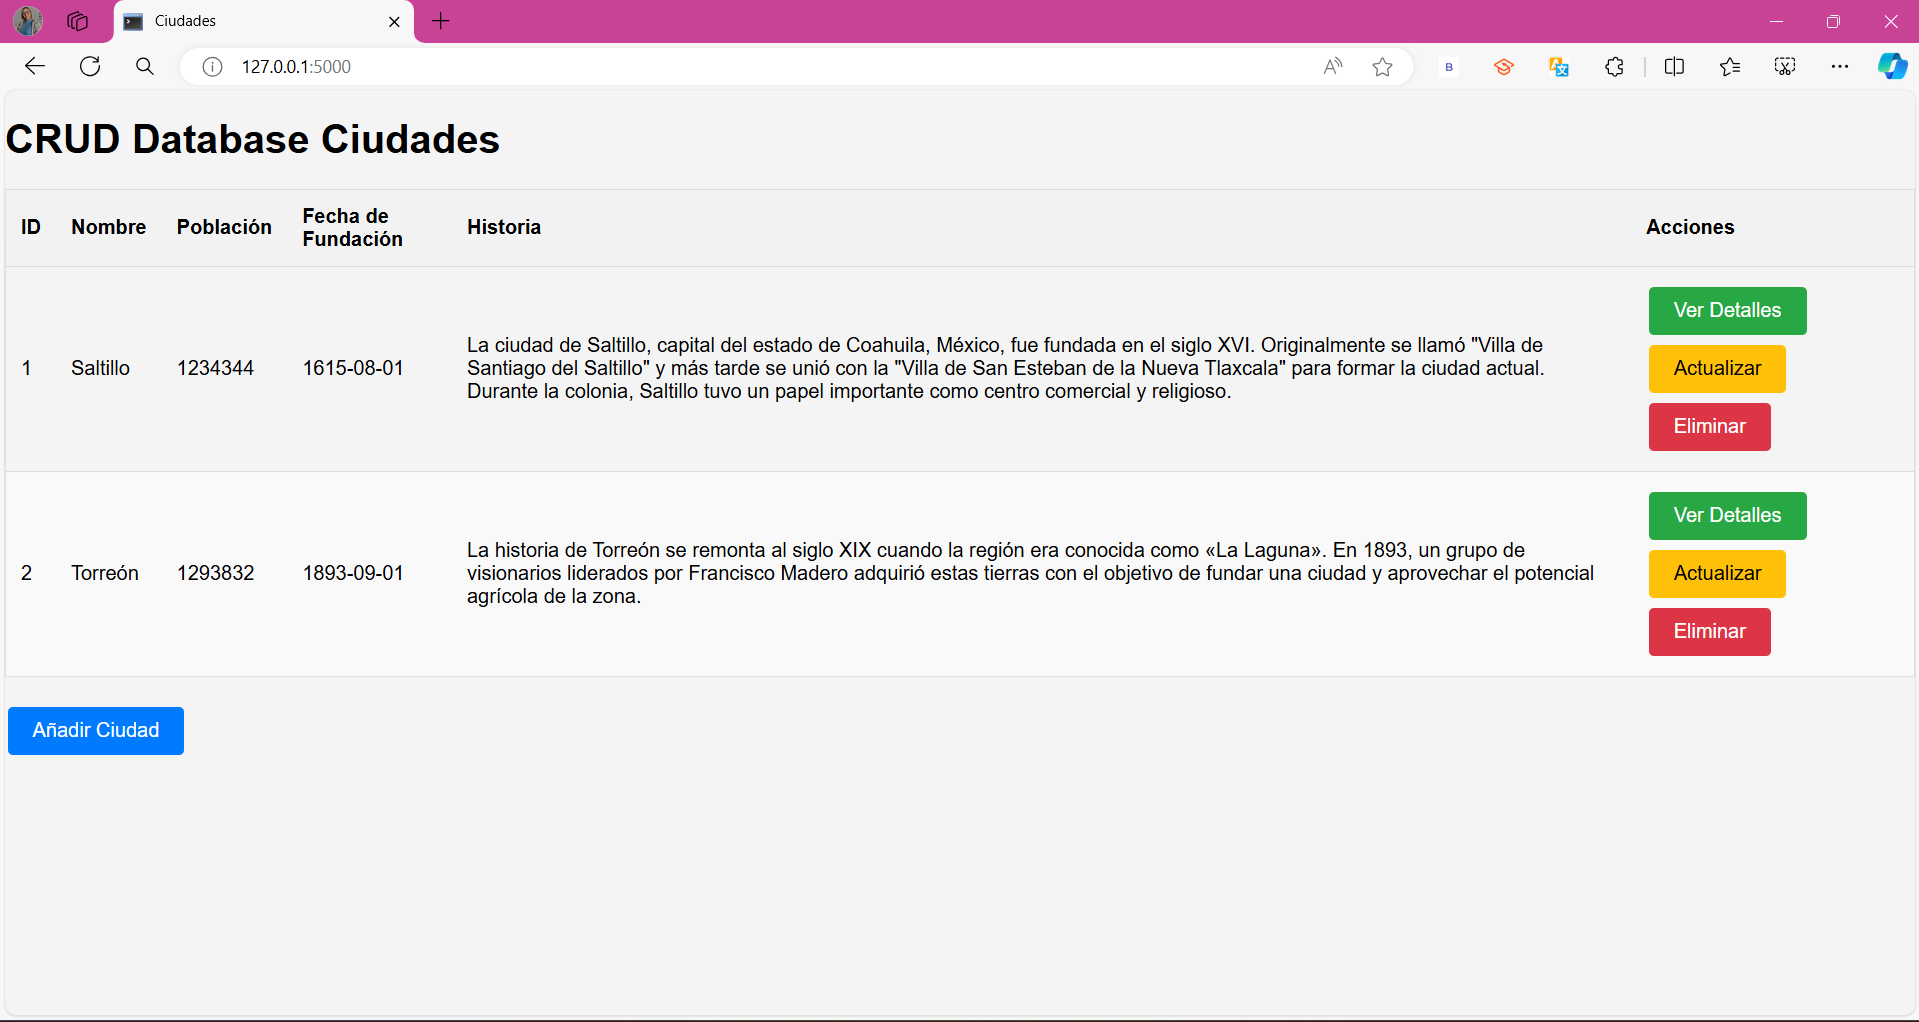 Ciudades
127.0.0.1:5000
B
CRUD Database Ciudades
ID Nombre Población Fecha de Fundación Historia Acciones
1 Saltillo 1234344 1615-08-01
La ciudad de Saltillo, capital del estado de Coahuila, México, fue fundada en el siglo XVI. Originalmente se llamó "Villa de
Santiago del Saltillo" y más tarde se unió con la "Villa de San Esteban de la Nueva Tlaxcala" para formar la ciudad actual.
Durante la colonia, Saltillo tuvo un papel importante como centro comercial y religioso.
Ver Detalles
Actualizar
Eliminar
2 Torreón 1293832 1893-09-01
La historia de Torreón se remonta al siglo XIX cuando la región era conocida como «La Laguna». En 1893, un grupo de
visionarios liderados por Francisco Madero adquirió estas tierras con el objetivo de fundar una ciudad y aprovechar el potencial
agrícola de la zona.
Ver Detalles
Actualizar
Eliminar
Añadir Ciudad